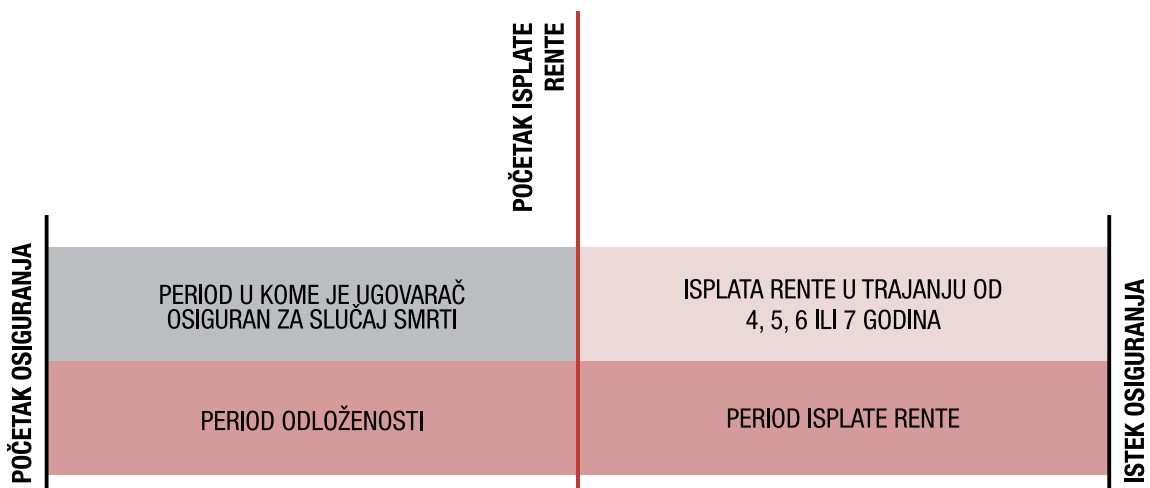 POČETAK ISPLATE
RENTE
POČETAK OSIGURANJA
PERIOD U KOME JE UGOVARAČ
OSIGURAN ZA SLUČAJ SMRTI
ISPLATA RENTE U TRAJANJU OD
4, 5, 6 ILI 7 GODINA
PERIOD ODLOŽENOSTI
PERIOD ISPLATE RENTE
ISTEK OSIGURANJA